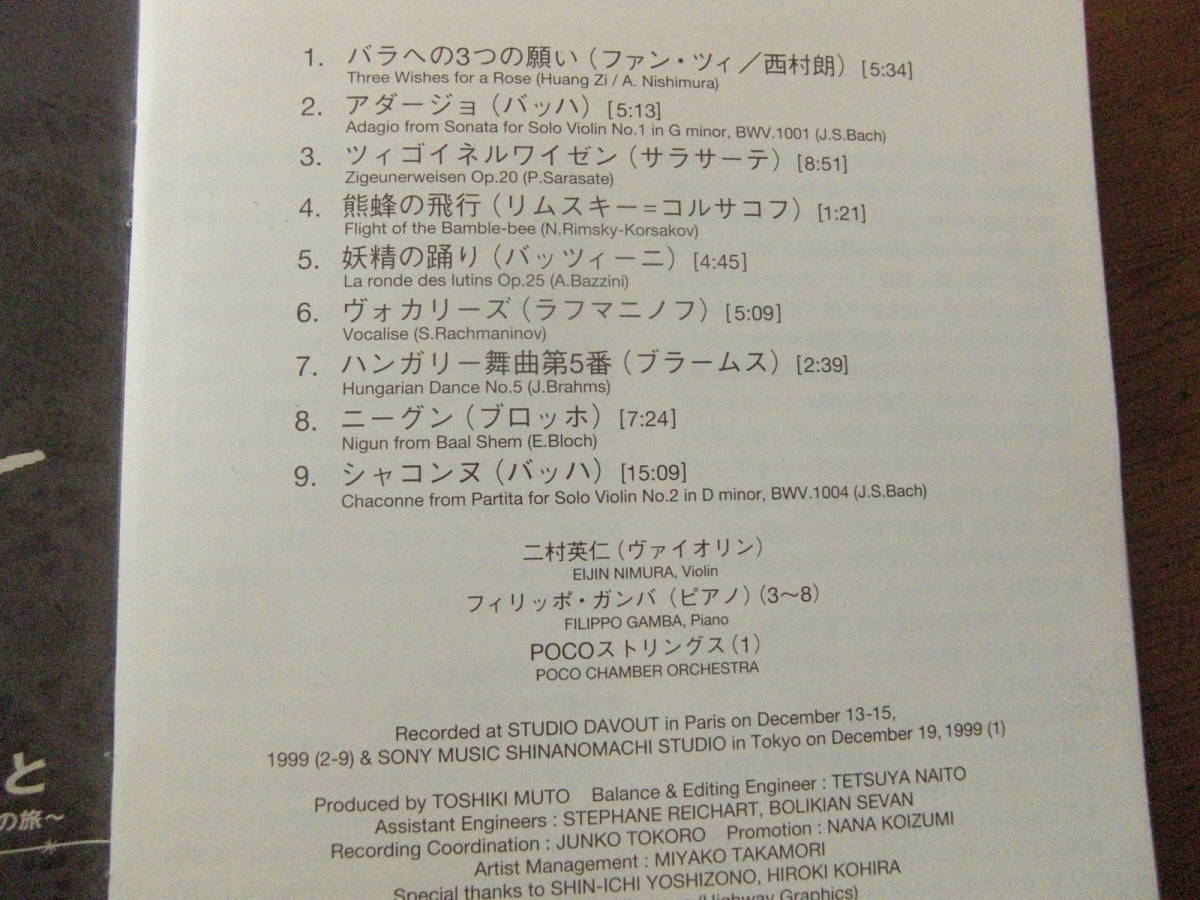 1. バラへの3つの願い（ファン・ツィ／西村朗）[5:34]
Three Wishes for a Rose (Huang Zi / A. Nishimura)
2. アダージョ（バッハ）[5:13]
Adagio from Sonata for Solo Violin No.1 in G minor, BWV.1001 (J.S.Bach)
3. ツィゴイネルワイゼン（サラサーテ）[8:51]
Zigeunerweisen Op.20 (P.Sarasate)
4. 熊蜂の飛行（リムスキー＝コルサコフ）[1:21]
Flight of the Bamble-bee (N.Rimsky-Korsakov)
5. 妖精の踊り（バッツィーニ）[4:45]
La ronde des lutins Op.25 (A.Bazzini)
6. ヴォカリーズ（ラフマニノフ）[5:09]
Vocalise (S.Rachmaninov)
7. ハンガリー舞曲第5番（ブラームス）[2:39]
Hungarian Dance No.5 (J.Brahms)
8. ニーグン（ブロッホ）[7:24]
Nigun from Baal Shem (E.Bloch)
9. シャコンヌ（バッハ）[15:09]
Chaconne from Partita for Solo Violin No.2 in D minor, BWV.1004 (J.S.Bach)
二村英仁（ヴァイオリン）
EIJIN NIMURA, Violin
フィリッポ・ガンバ（ピアノ）（3〜8）
FILIPPO GAMBA, Piano
POCOストリングス（1）
POCO CHAMBER ORCHESTRA
Recorded at STUDIO DAVOUT in Paris on December 13-15,
1999 (2-9) & SONY MUSIC SHINANOMACHI STUDIO in Tokyo on December 19, 1999 (1)
Produced by TOSHIKI MUTO Balance & Editing Engineer : TETSUYA NAITO
Assistant Engineers : STEPHANE REICHART, BOLIKIAN SEVAN
Recording Coordination : JUNKO TOKORO Promotion : NANA KOIZUMI
Artist Management : MIYAKO TAKAMORI
Special thanks to SHIN-ICHI YOSHIZONO, HIROKI KOHIRA
(Highway Graphics)
と
の旅〜